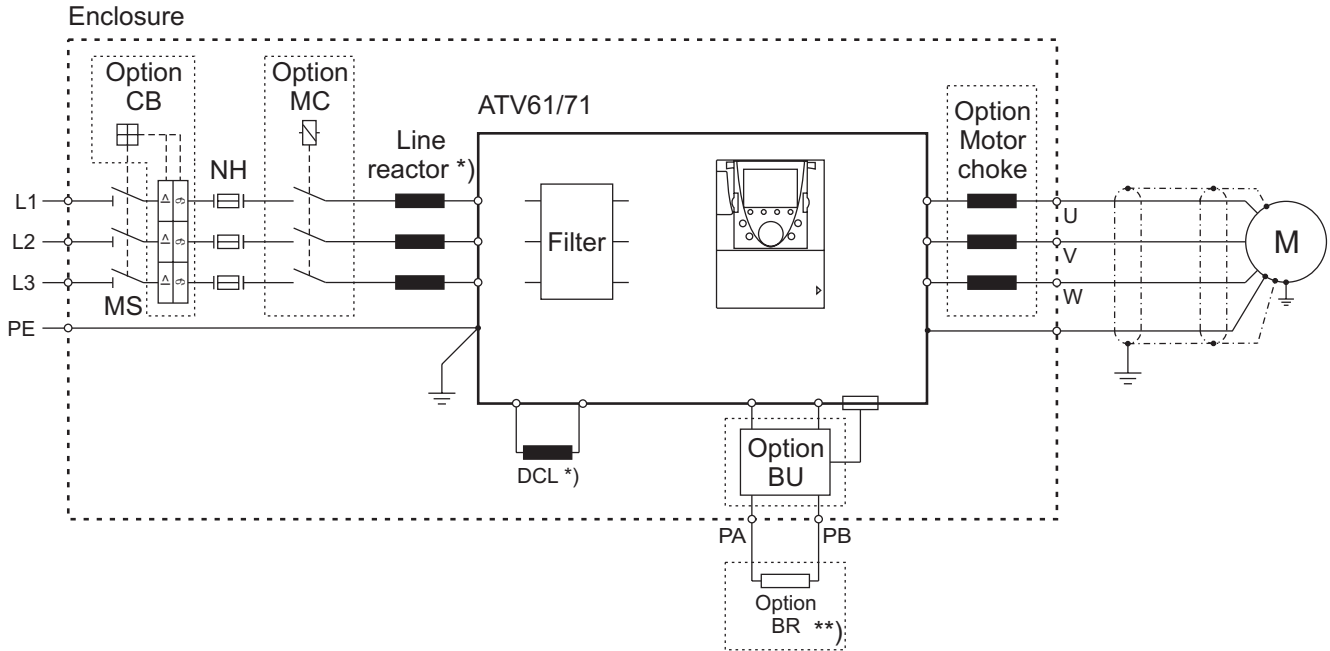 Enclosure
Option
CB
Option
MC
ATV61/71
Option
Motor
choke
Line
reactor *)
NH
L1
L2
L3
MS
PE
Filter
U
V
W
M
DCL *)
Option
BU
PA
PB
Option
BR **)